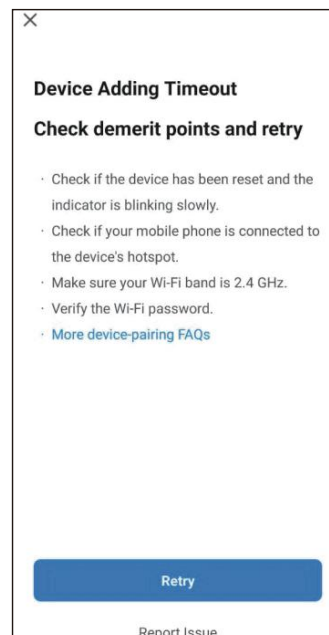 Device Adding Timeout
Check demerit points and retry
· Check if the device has been reset and the
indicator is blinking slowly.
· Check if your mobile phone is connected to
the device's hotspot.
· Make sure your Wi-Fi band is 2.4 GHz.
· Verify the Wi-Fi password.
· More device-pairing FAQs
Retry
Report Issue